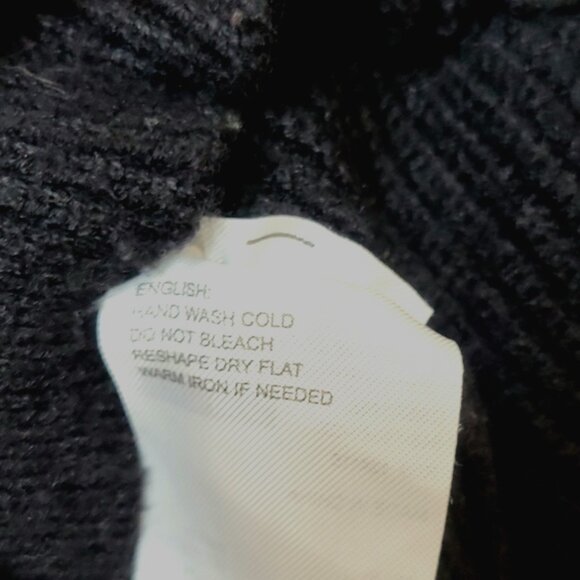 ENGLISH:
HAND WASH COLD
DO NOT BLEACH
RESHAPE DRY FLAT
WARM IRON IF NEEDED